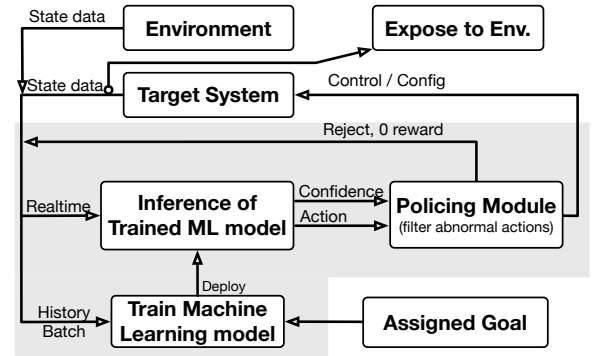 State data
Environment
Expose to Env.
State data
Target System
Control / Config
Reject, 0 reward
Realtime
Inference of
Trained ML model
Confidence
Action
Policing Module
(filter abnormal actions)
Deploy
History
Batch
Train Machine
Learning model
Assigned Goal